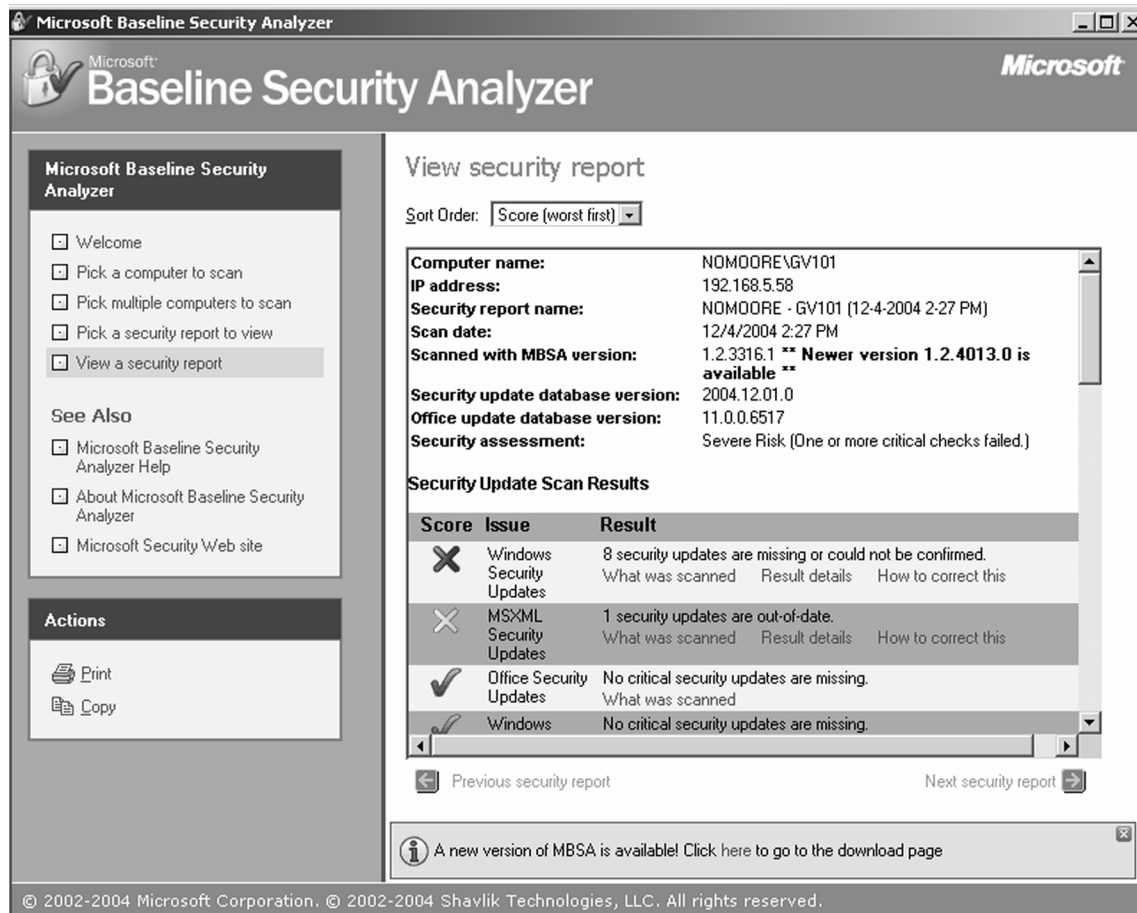 Microsoft Baseline Security Analyzer
Microsoft
Baseline Security Analyzer
Microsoft
Microsoft Baseline Security
Analyzer
Welcome
Pick a computer to scan
Pick multiple computers to scan
Pick a security report to view
View a security report
See Also
Microsoft Baseline Security
Analyzer Help
About Microsoft Baseline Security
Analyzer
Microsoft Security Web site
Actions
Print
Copy
View security report
Sort Order: Score (worst first)
Computer name: NOMOORE\GV101
IP address: 192.168.5.58
Security report name: NOMOORE - GV101 (12-4-2004 2-27 PM)
Scan date: 12/4/2004 2:27 PM
Scanned with MBSA version: 1.2.3316.1 ** Newer version 1.2.4013.0 is
available **
Security update database version: 2004.12.01.0
Office update database version: 11.0.0.6517
Security assessment: Severe Risk (One or more critical checks failed.)
Security Update Scan Results
Score Issue Result
Windows Security Updates 8 security updates are missing or could not be confirmed.
What was scanned Result details How to correct this
MSXML Security Updates 1 security updates are out-of-date.
What was scanned Result details How to correct this
Office Security Updates No critical security updates are missing.
What was scanned
Windows No critical security updates are missing.
Previous security report Next security report
A new version of MBSA is available! Click here to go to the download page
© 2002-2004 Microsoft Corporation. © 2002-2004 Shavlik Technologies, LLC. All rights reserved.